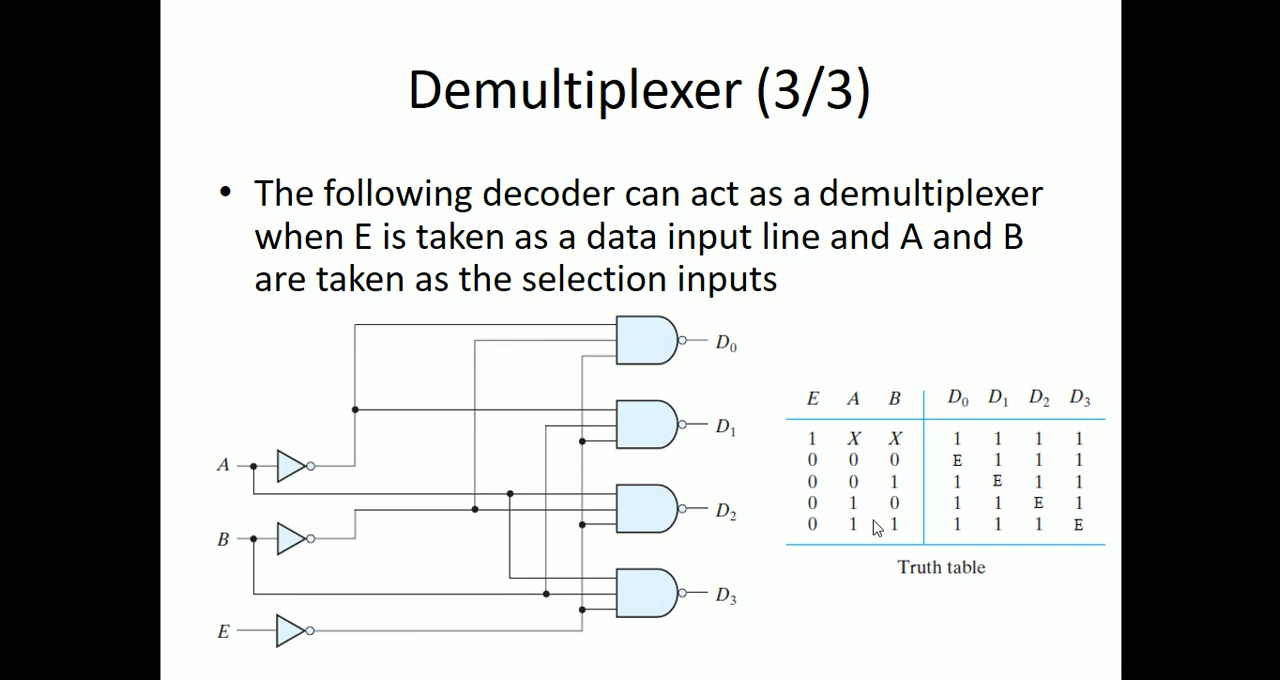 Demultiplexer (3/3)
• The following decoder can act as a demultiplexer
when E is taken as a data input line and A and B
are taken as the selection inputs
D0
D1
A
D2
B
D3
E
E A B D0 D1 D2 D3
1 X X 1 1 1 1
0 0 0 E 1 1 1
0 0 1 1 E 1 1
0 1 0 1 1 E 1
0 1 1 1 1 1 E
Truth table